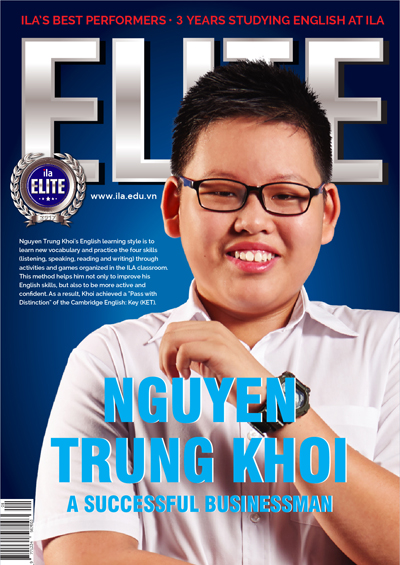 ILA'S BEST PERFORMERS • 3 YEARS STUDYING ENGLISH AT ILA
ELITE
ila
ELITE
www.ila.edu.vn
Nguyen Trung Khoi's English learning style is to
learn new vocabulary and practice the four skills
(listening, speaking, reading and writing) through
activities and games organized in the ILA classroom.
This method helps him not only to improve his
English skills, but also to be more active and
confident. As a result, Khoi achieved a "Pass with
Distinction" of the Cambridge English: Key (KET).
NGUYEN
TRUNG KHOI
A SUCCESSFUL BUSINESSMAN